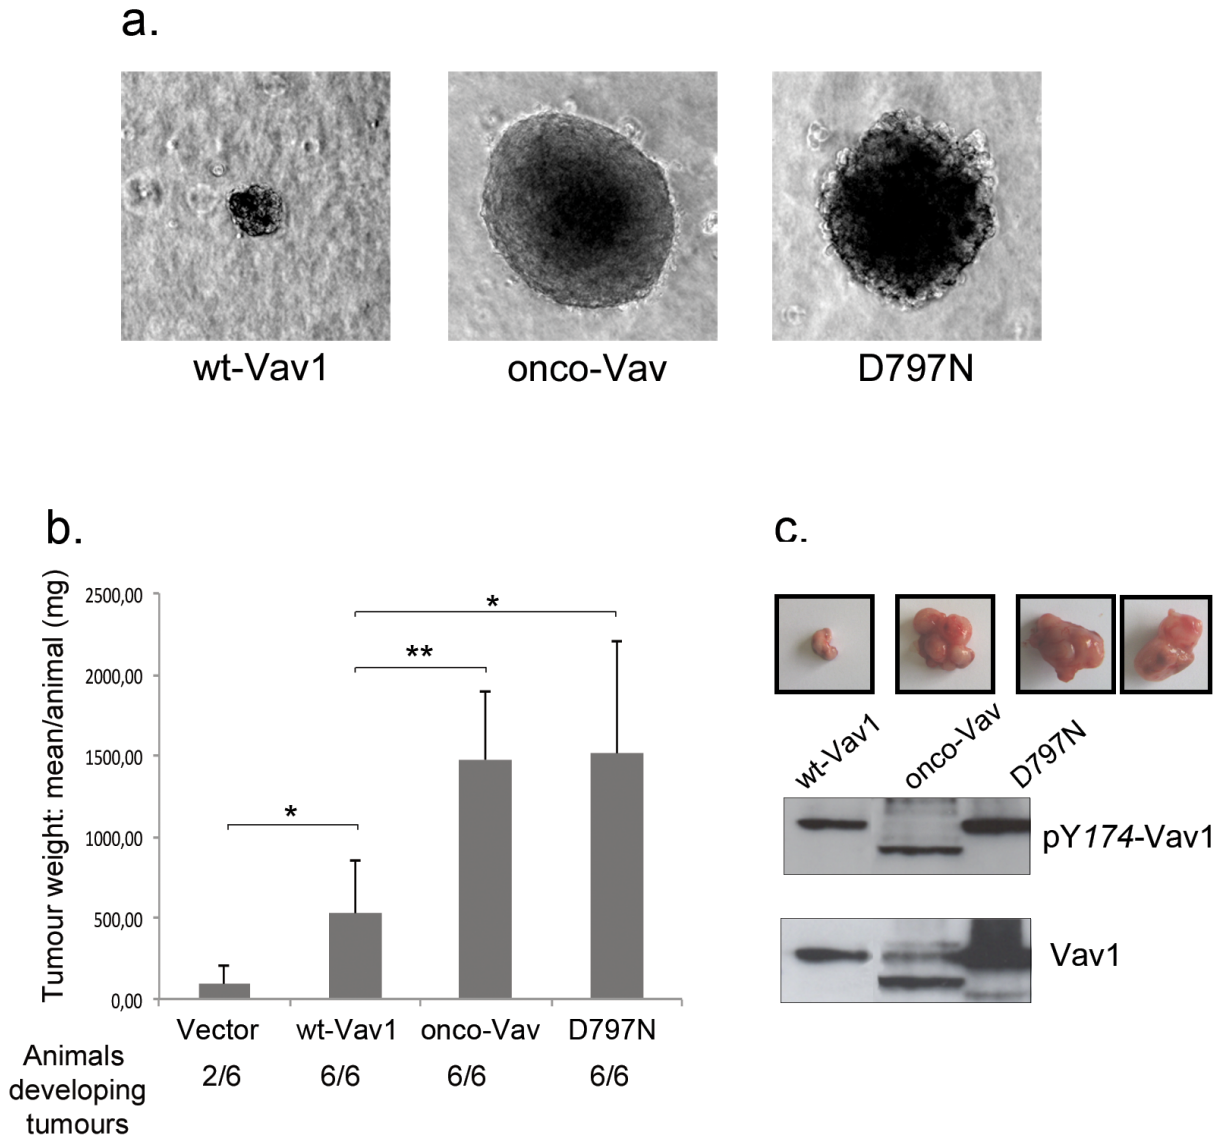 a.
wt-Vav1
onco-Vav
D797N
b.
Tumour weight: mean/animal (mg)
2500,00
2000,00
1500,00
1000,00
500,00
0,00
*
**
*
Vector
wt-Vav1
onco-Vav
D797N
Animals
developing
tumours
2/6
6/6
6/6
6/6
c.
wt-Vav1
onco-Vav
D797N
pY174-Vav1
Vav1